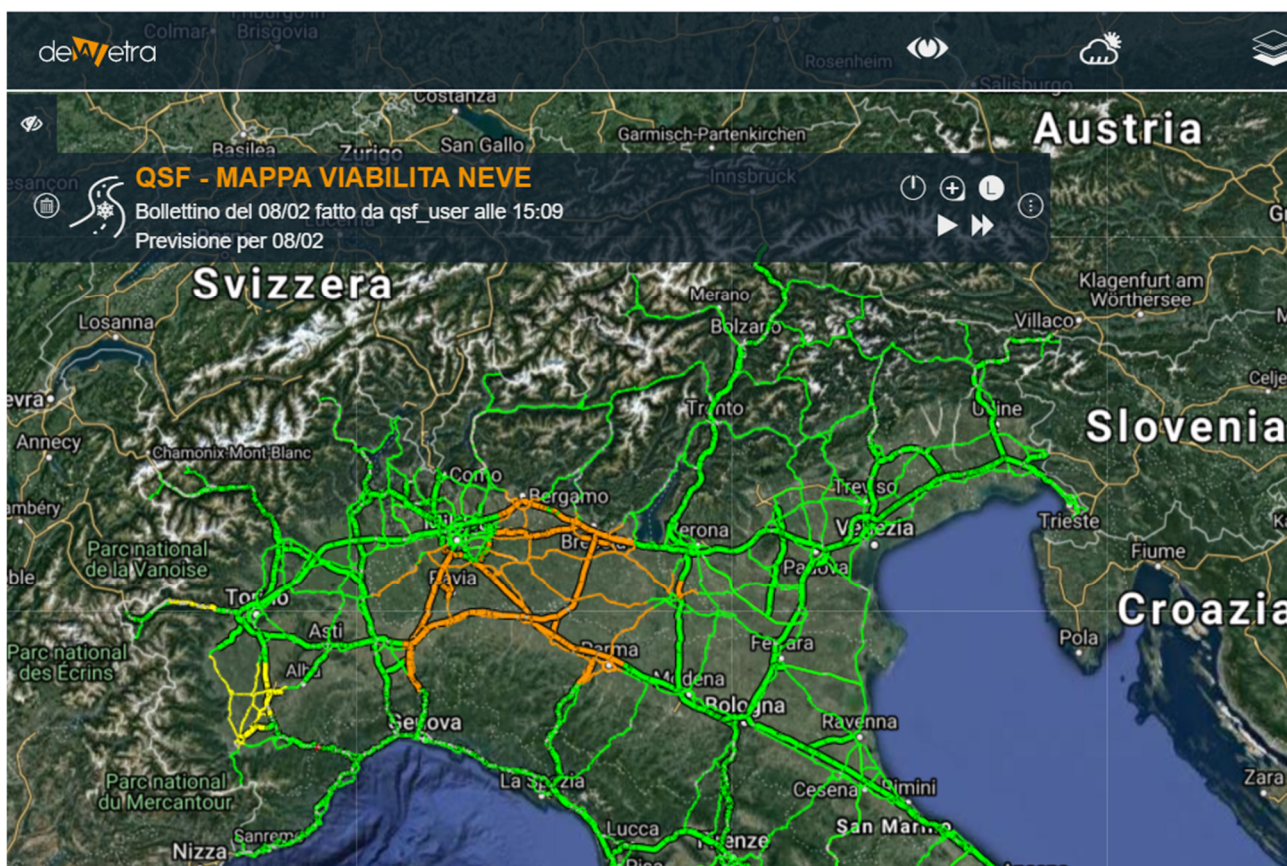 Friburgo in
Colmar
Brisgovia
deWetra
Rosenheim
Salisburgo
Costanza
Basilea
Zurigo
San Gallo
Garmisch-Partenkirchen
Austria
Innsbruck
QSF - MAPPA VIABILITA NEVE
L
Bollettino del 08/02 fatto da qsf_user alle 15:09
Previsione per 08/02
Svizzera
Losanna
Merano
Klagenfurt am
Wörthersee
Bolzano
Villaco
Annecy
Trento
Udine
Slovenia
Chamonix-Mont-Blanc
Como
Bergamo
Treviso
Venezia
Trieste
Brescia
Padova
Fiume
Parc national
de la Vanoise
Pavia
Torino
Croazia
Asti
Ferrara
Pola
Parc national
des Écrins
Alba
Parma
Modena
Bologna
Genova
Ravenna
Parc national
du Mercantour
La Spezia
Cesena
Rimini
Zara
Sanremo
Lucca
Firenze
San Marino
Nizza
Pisa